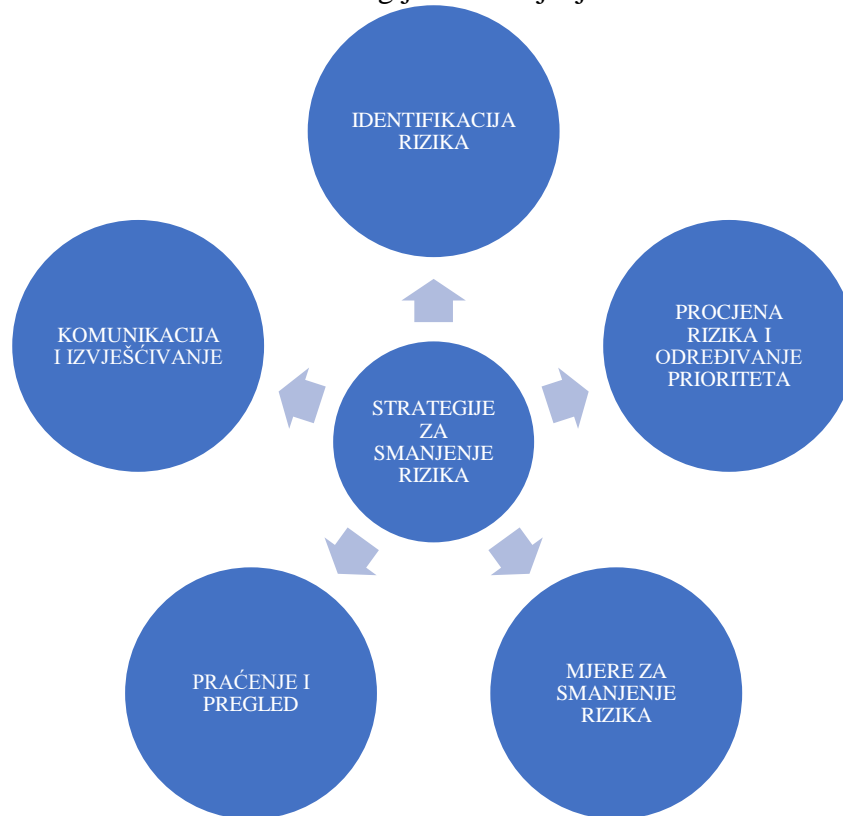 IDENTIFIKACIJA
RIZIKA
PROCJENA
RIZIKA I
ODREĐIVANJE
PRIORITETA
MJERE ZA
SMANJENJE
RIZIKA
PRAĆENJE I
PREGLED
KOMUNIKACIJA
I IZVJEŠĆIVANJE
STRATEGIJE
ZA
SMANJENJE
RIZIKA